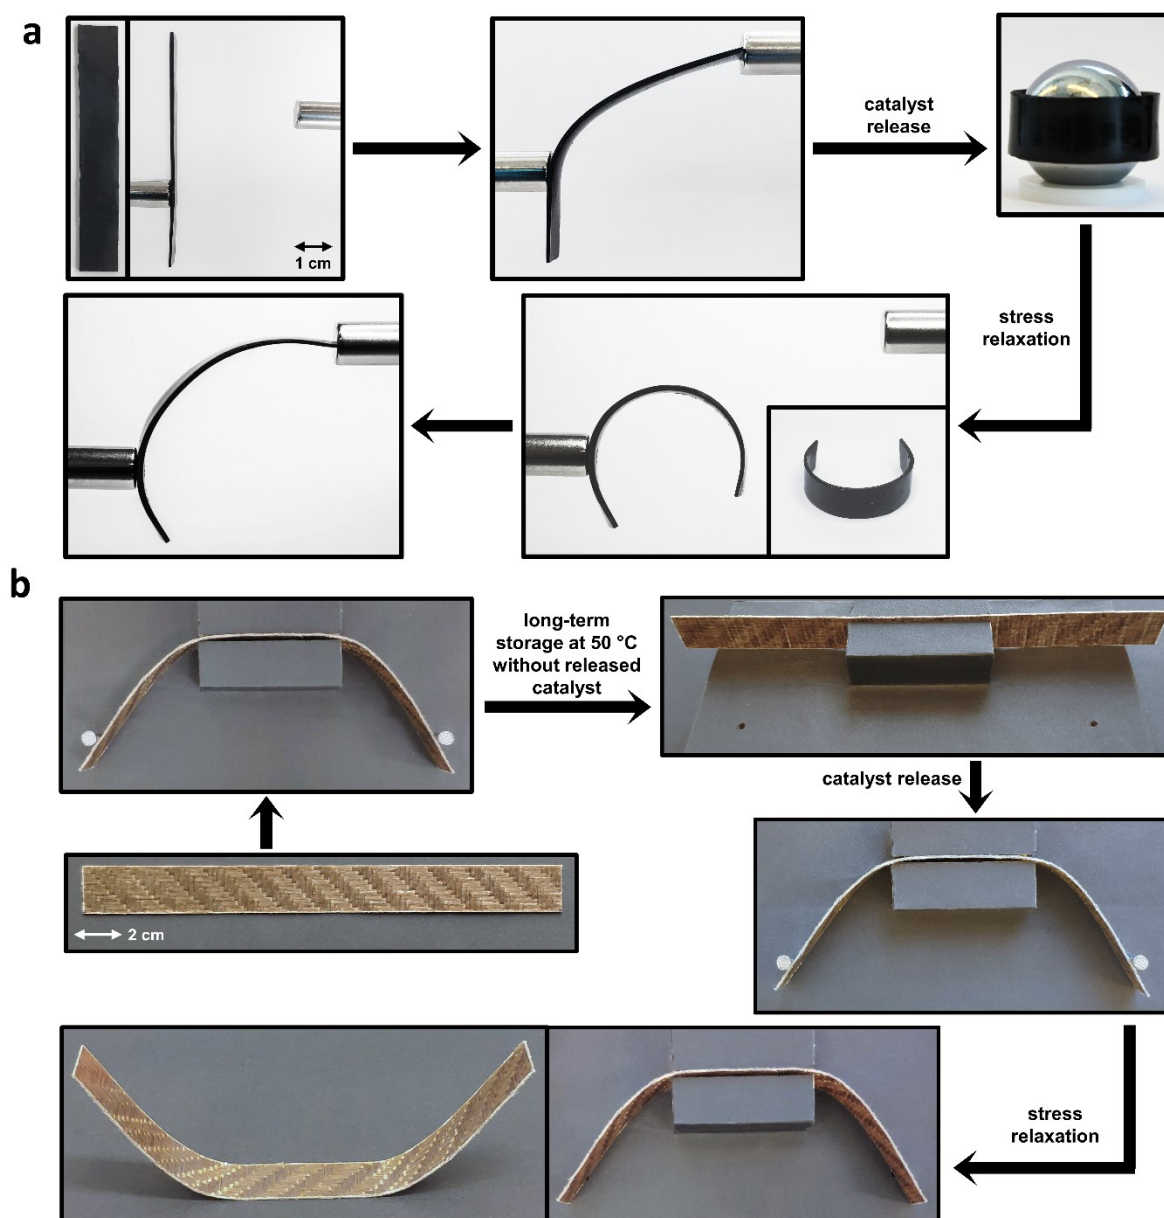 a
1 cm
catalyst
release
stress
relaxation
b
long-term
storage at 50 °C
without released
catalyst
catalyst release
2 cm
stress
relaxation